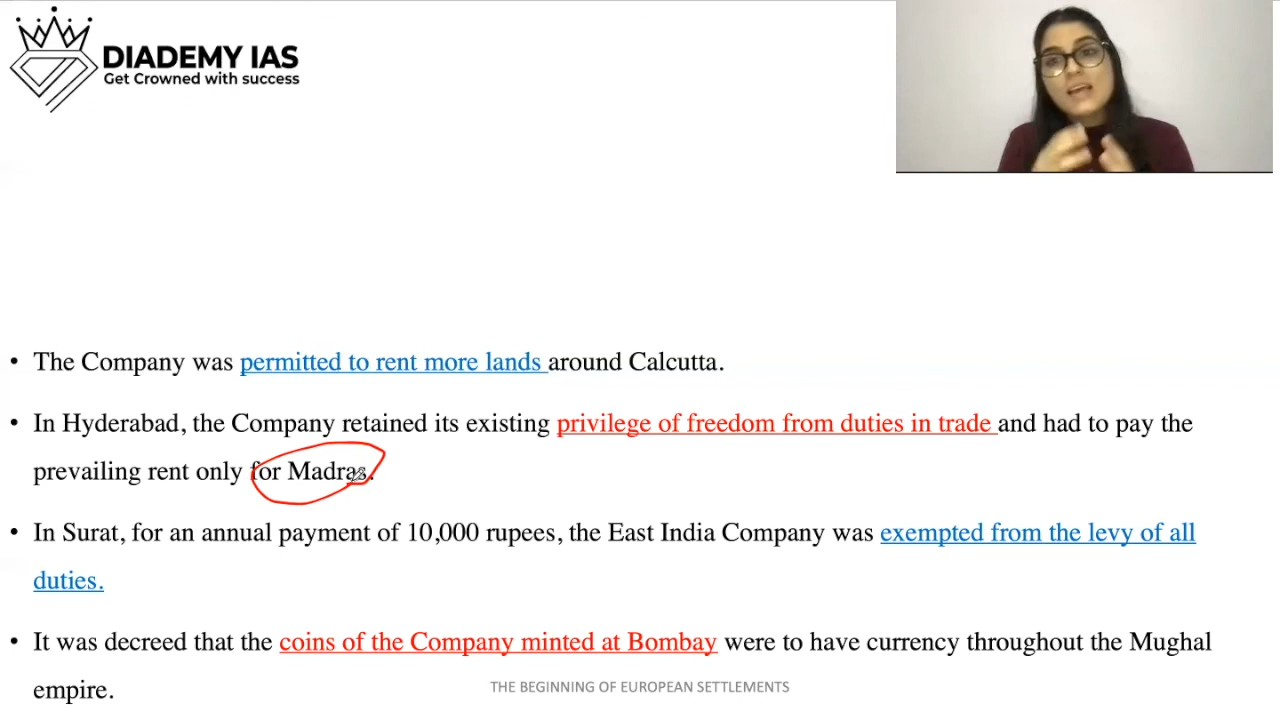 DIADEMY IAS
Get Crowned with success
• The Company was permitted to rent more lands around Calcutta.
• In Hyderabad, the Company retained its existing privilege of freedom from duties in trade and had to pay the
prevailing rent only for Madras.
• In Surat, for an annual payment of 10,000 rupees, the East India Company was exempted from the levy of all
duties.
• It was decreed that the coins of the Company minted at Bombay were to have currency throughout the Mughal
empire.
THE BEGINNING OF EUROPEAN SETTLEMENTS